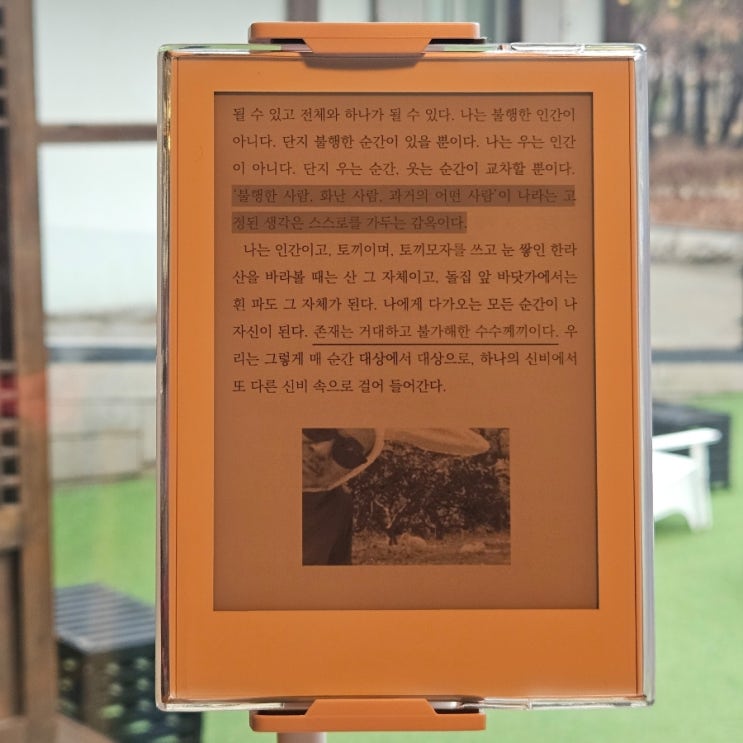 될 수 있고 전체와 하나가 될 수 있다. 나는 불행한 인간이
아니다. 단지 불행한 순간이 있을 뿐이다. 나는 우는 인간
이 아니다. 단지 우는 순간, 웃는 순간이 교차할 뿐이다.
'불행한 사람, 화난 사람, 과거의 어떤 사람'이 나라는 고
정된 생각은 스스로를 가두는 감옥이다.
나는 인간이고, 토끼이며, 토끼모자를 쓰고 눈 쌓인 한라
산을 바라볼 때는 산 그 자체이고, 돌집 앞 바닷가에서는
흰 파도 그 자체가 된다. 나에게 다가오는 모든 순간이 나
자신이 된다. 존재는 거대하고 불가해한 수수께끼이다. 우
리는 그렇게 매 순간 대상에서 대상으로, 하나의 신비에서
또 다른 신비 속으로 걸어 들어간다.